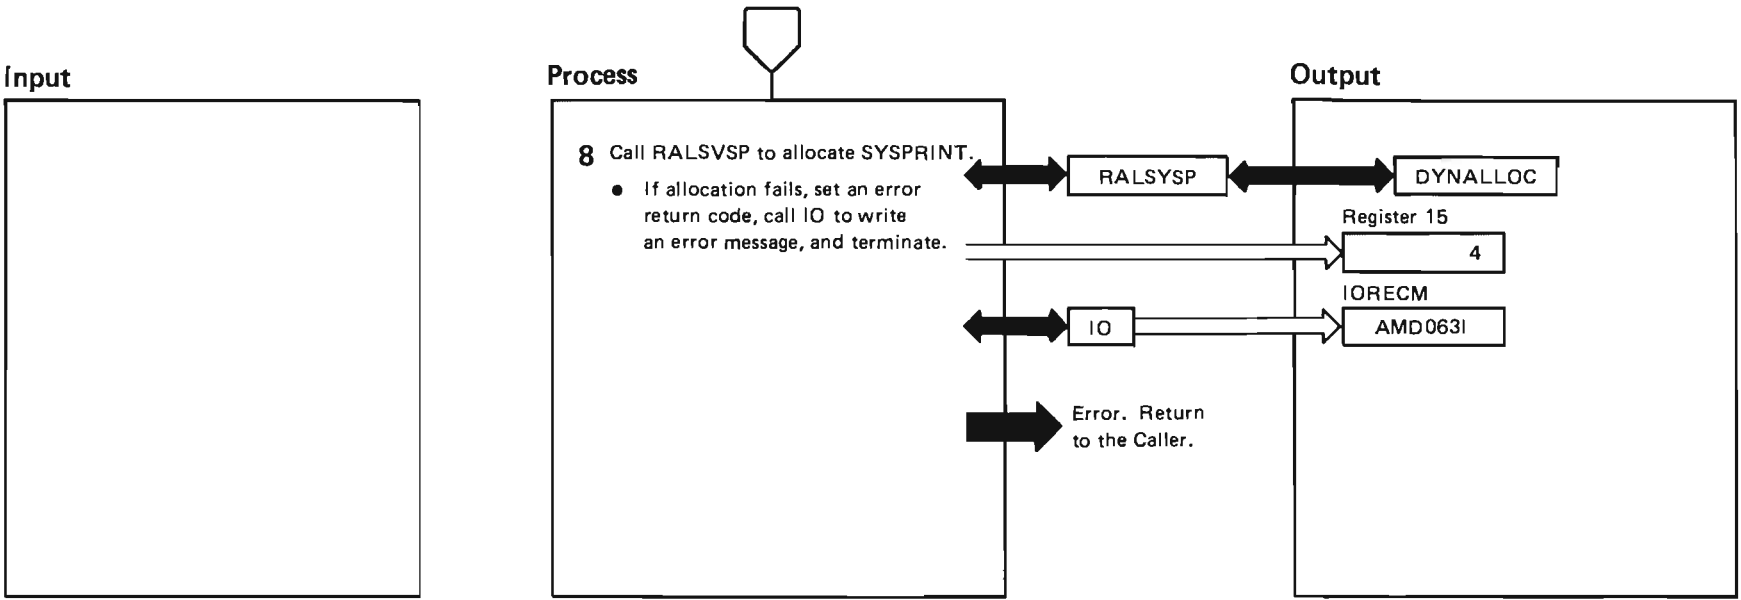 Input
Process
Output
8 Call RALSVSP to allocate SYSPRINT.
● If allocation fails, set an error
return code, call IO to write
an error message, and terminate.
RALSYSP
DYNALLOC
Register 15
4
IORECM
IO
AMD063I
Error. Return
to the Caller.